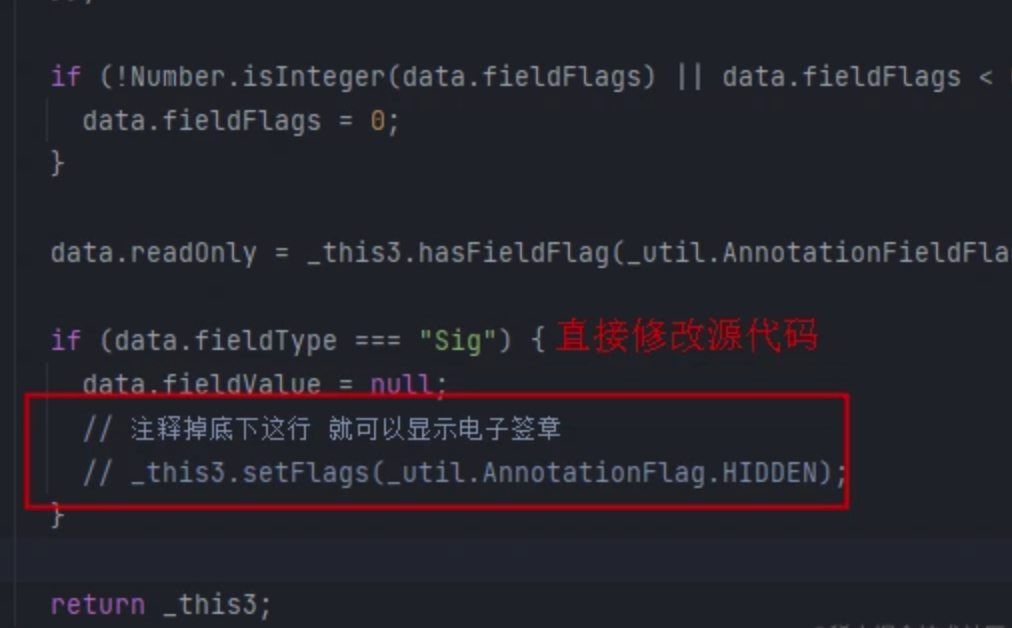 if (!Number.isInteger(data.fieldFlags) || data.fieldFlags <
data.fieldFlags = 0;
}
data.readOnly = _this3.hasFieldFlag(_util.AnnotationFieldFla
if (data.fieldType === "Sig") { 直接修改源代码
data.fieldValue = null;
// 注释掉底下这行 就可以显示电子签章
// _this3.setFlags(_util.AnnotationFlag.HIDDEN);
}
return _this3;